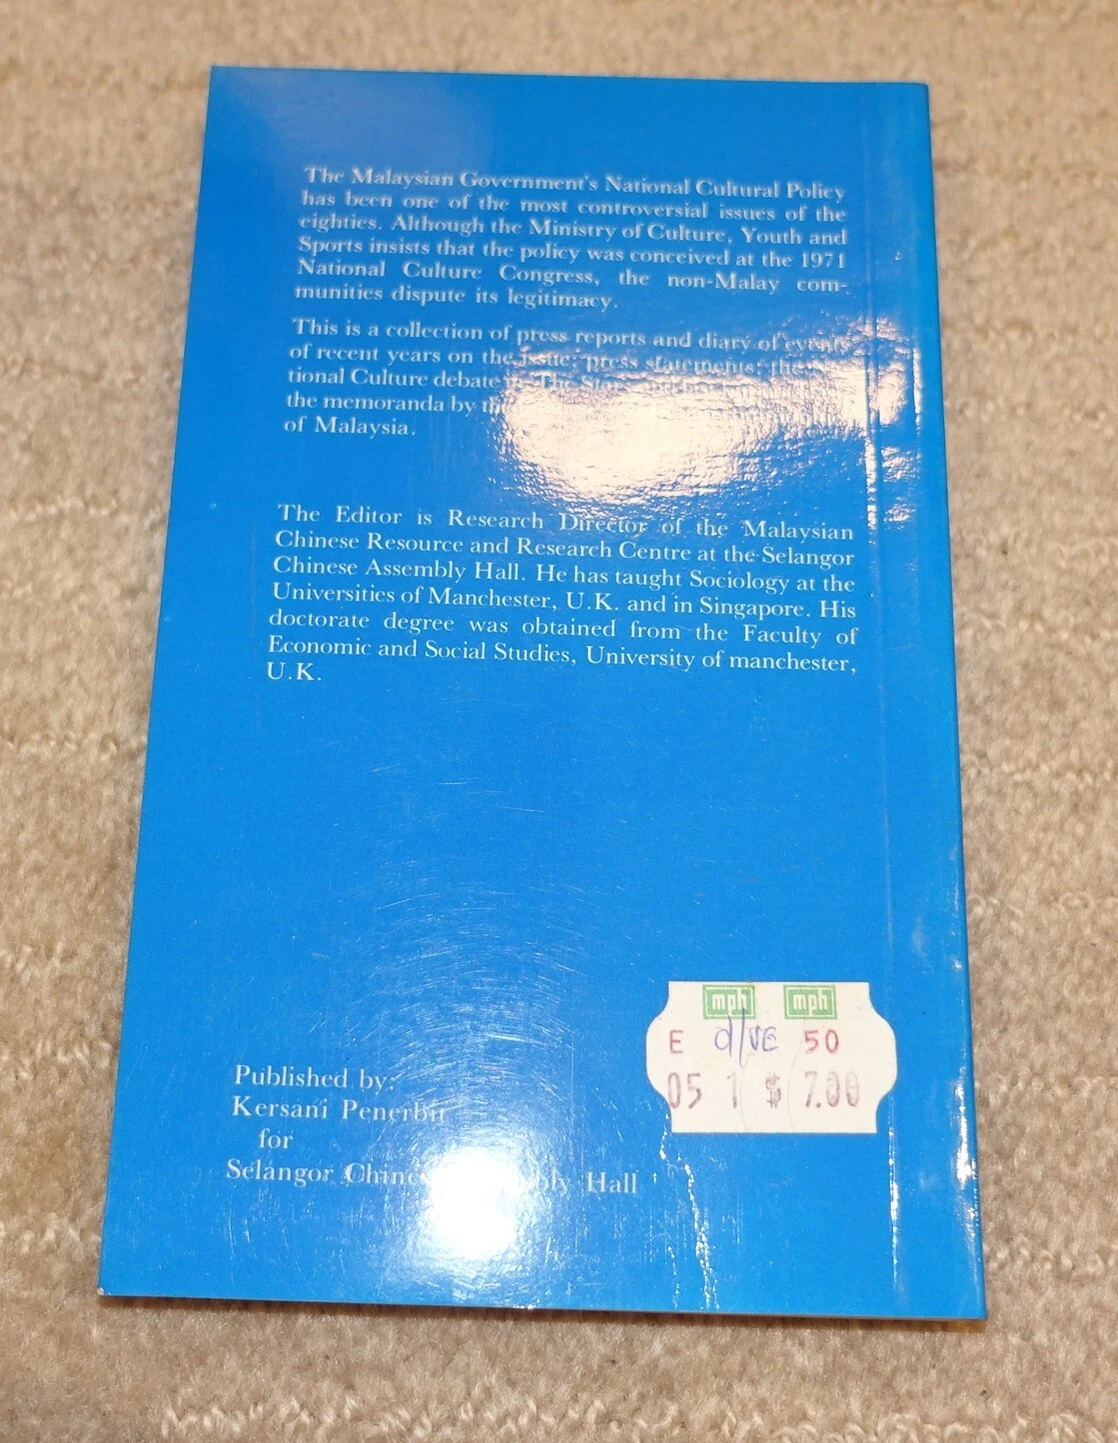 The Malaysian Government's National Cultural Policy
has been one of the most controversial issues of the
eighties. Although the Ministry of Culture, Youth and
Sports insists that the policy was conceived at the 1971
National Culture Congress, the non-Malay com-
munities dispute its legitimacy.
This is a collection of press reports and diary of events
of recent years on the issue; press statements; the
tional Culture debate The Star
the memoranda by
of Malaysia.
The Editor is Research Director of the Malaysian
Chinese Resource and Research Centre at the Selangor
Chinese Assembly Hall. He has taught Sociology at the
Universities of Manchester, U.K. and in Singapore. His
doctorate degree was obtained from the Faculty of
Economic and Social Studies, University of manchester,
U.K.
mph mph
E 50
05 1 $ 7.00
Published by:
Kersani Penerbit
for
Selangor Hall